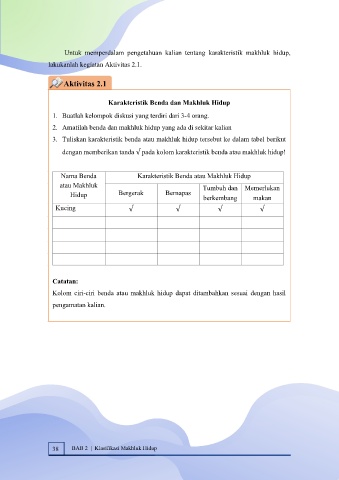 Untuk memperdalam pengetahuan kalian tentang karakteristik makhluk hidup,
lakukanlah kegiatan Aktivitas 2.1.
Aktivitas 2.1
Karakteristik Benda dan Makhluk Hidup
1. Buatlah kelompok diskusi yang terdiri dari 3-4 orang.
2. Amatilah benda dan makhluk hidup yang ada di sekitar kalian
3. Tuliskan karakteristik benda atau makhluk hidup tersebut ke dalam tabel berikut
dengan memberikan tanda √ pada kolom karakteristik benda atau makhluk hidup!
Nama Benda
atau Makhluk
Hidup
Karakteristik Benda atau Makhluk Hidup
Bergerak
Bernapas
Tumbuh dan
berkembang
Memerlukan
makan
Kucing √ √ √ √
Catatan:
Kolom ciri-ciri benda atau makhluk hidup dapat ditambahkan sesuai dengan hasil
pengamatan kalian.
38 BAB 2 | Klasifikasi Makhluk Hidup